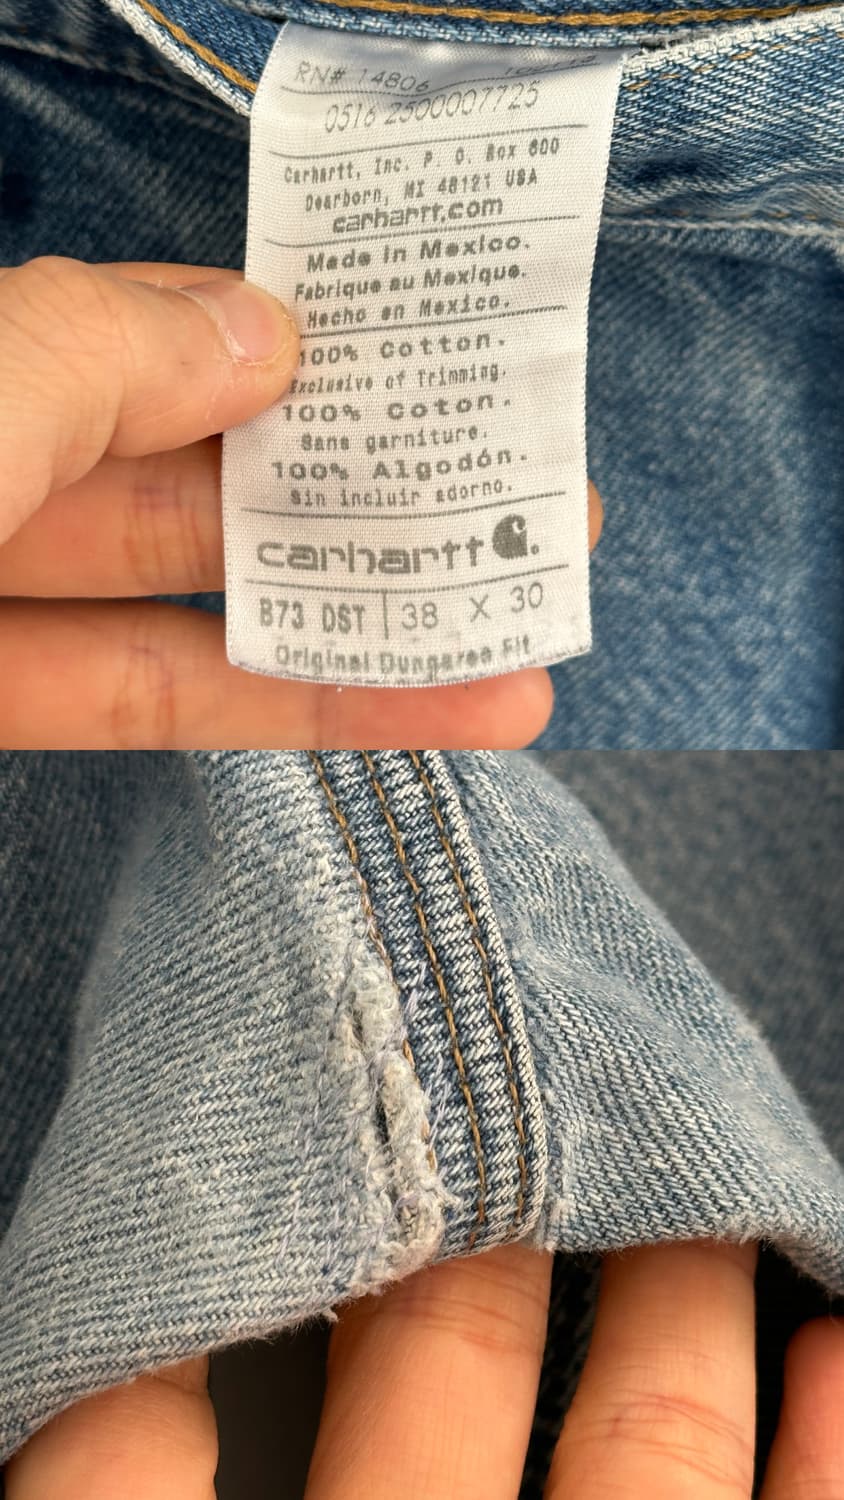 RN# 14806
0516 2500007725
Carhartt, Inc. P. O. Box 600
Dearborn, MI 48121 USA
carhartt.com
Made in Mexico.
Fabriqué au Mexique.
Hecho en Mexico.
100% Cotton.
Exclusive of Trimming.
100% Coton.
Sans garniture.
100% Algodón.
Sin incluir adorno.
carhartt
B73 DST | 38 X 30
Original Dungaree Fit